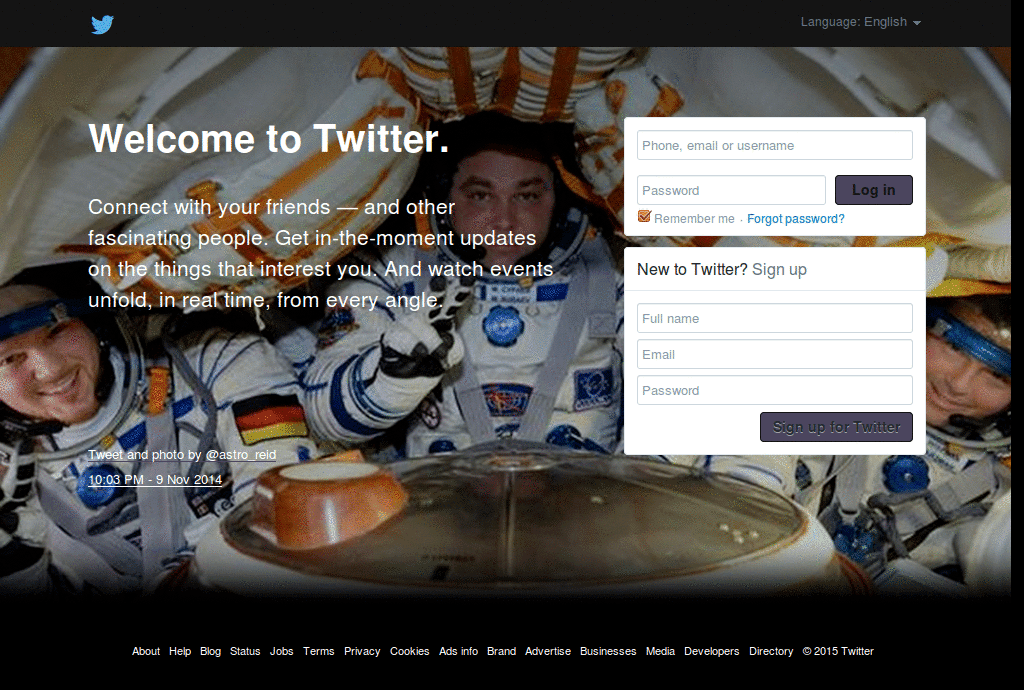 Language: English
Welcome to Twitter.
Connect with your friends — and other
fascinating people. Get in-the-moment updates
on the things that interest you. And watch events
unfold, in real time, from every angle.
Tweet and photo by @astro_reid
10:03 PM - 9 Nov 2014
Phone, email or username
Password
Log in
Remember me · Forgot password?
New to Twitter? Sign up
Full name
Email
Password
Sign up for Twitter
About Help Blog Status Jobs Terms Privacy Cookies Ads info Brand Advertise Businesses Media Developers Directory © 2015 Twitter